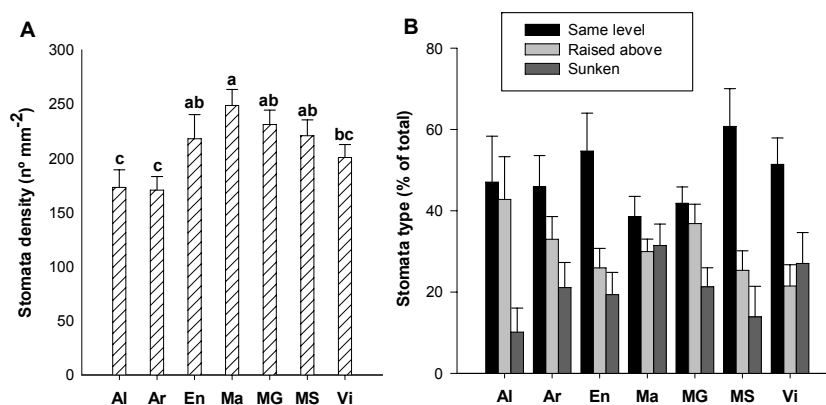 A
Stomata density (nº mm-2)
300
250
200
150
100
50
0
c
c
ab
a
ab
ab
bc
Al Ar En Ma MG MS Vi
B
Same level
Raised above
Sunken
Stomata type (% of total)
80
60
40
20
0
Al Ar En Ma MG MS Vi